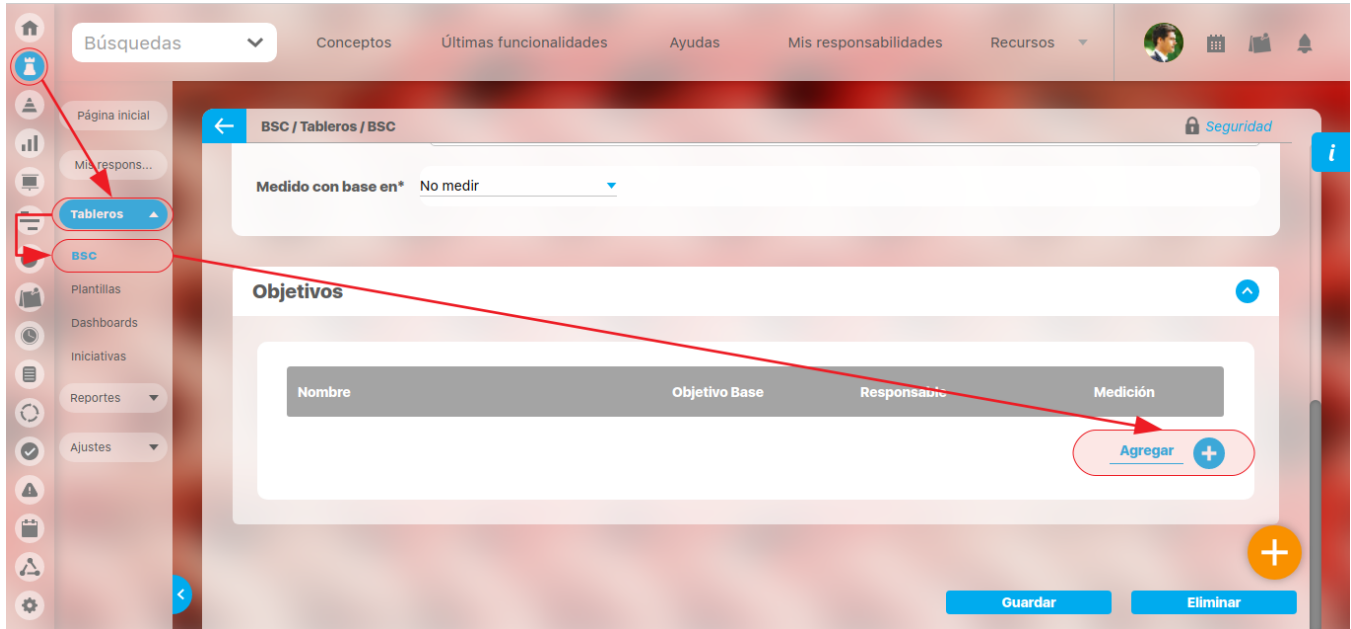 Búsquedas
Conceptos
Últimas funcionalidades
Ayudas
Mis responsabilidades
Recursos
Página inicial
Mis respons...
Tableros
BSC
Plantillas
Dashboards
Iniciativas
Reportes
Ajustes
BSC / Tableros / BSC
Seguridad
i
Medido con base en* No medir
Objetivos
Nombre Objetivo Base Responsable Medición
Agregar
Guardar Eliminar